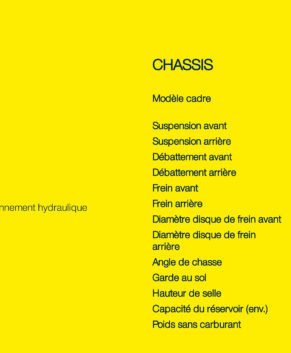 CHASSIS
Modèle cadre
Suspension avant
Suspension arrière
Débattement avant
Débattement arrière
Frein avant
nnement hydraulique
Frein arrière
Diamètre disque de frein avant
Diamètre disque de frein
arrière
Angle de chasse
Garde au sol
Hauteur de selle
Capacité du réservoir (env.)
Poids sans carburant